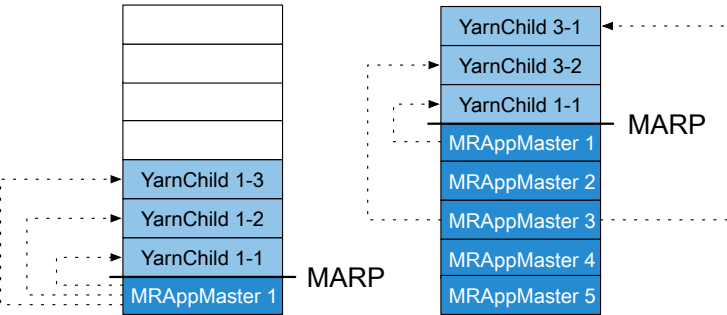 YarnChild 1-3
YarnChild 1-2
YarnChild 1-1
MARP
MRAppMaster 1
YarnChild 3-1
YarnChild 3-2
YarnChild 1-1
MARP
MRAppMaster 1
MRAppMaster 2
MRAppMaster 3
MRAppMaster 4
MRAppMaster 5